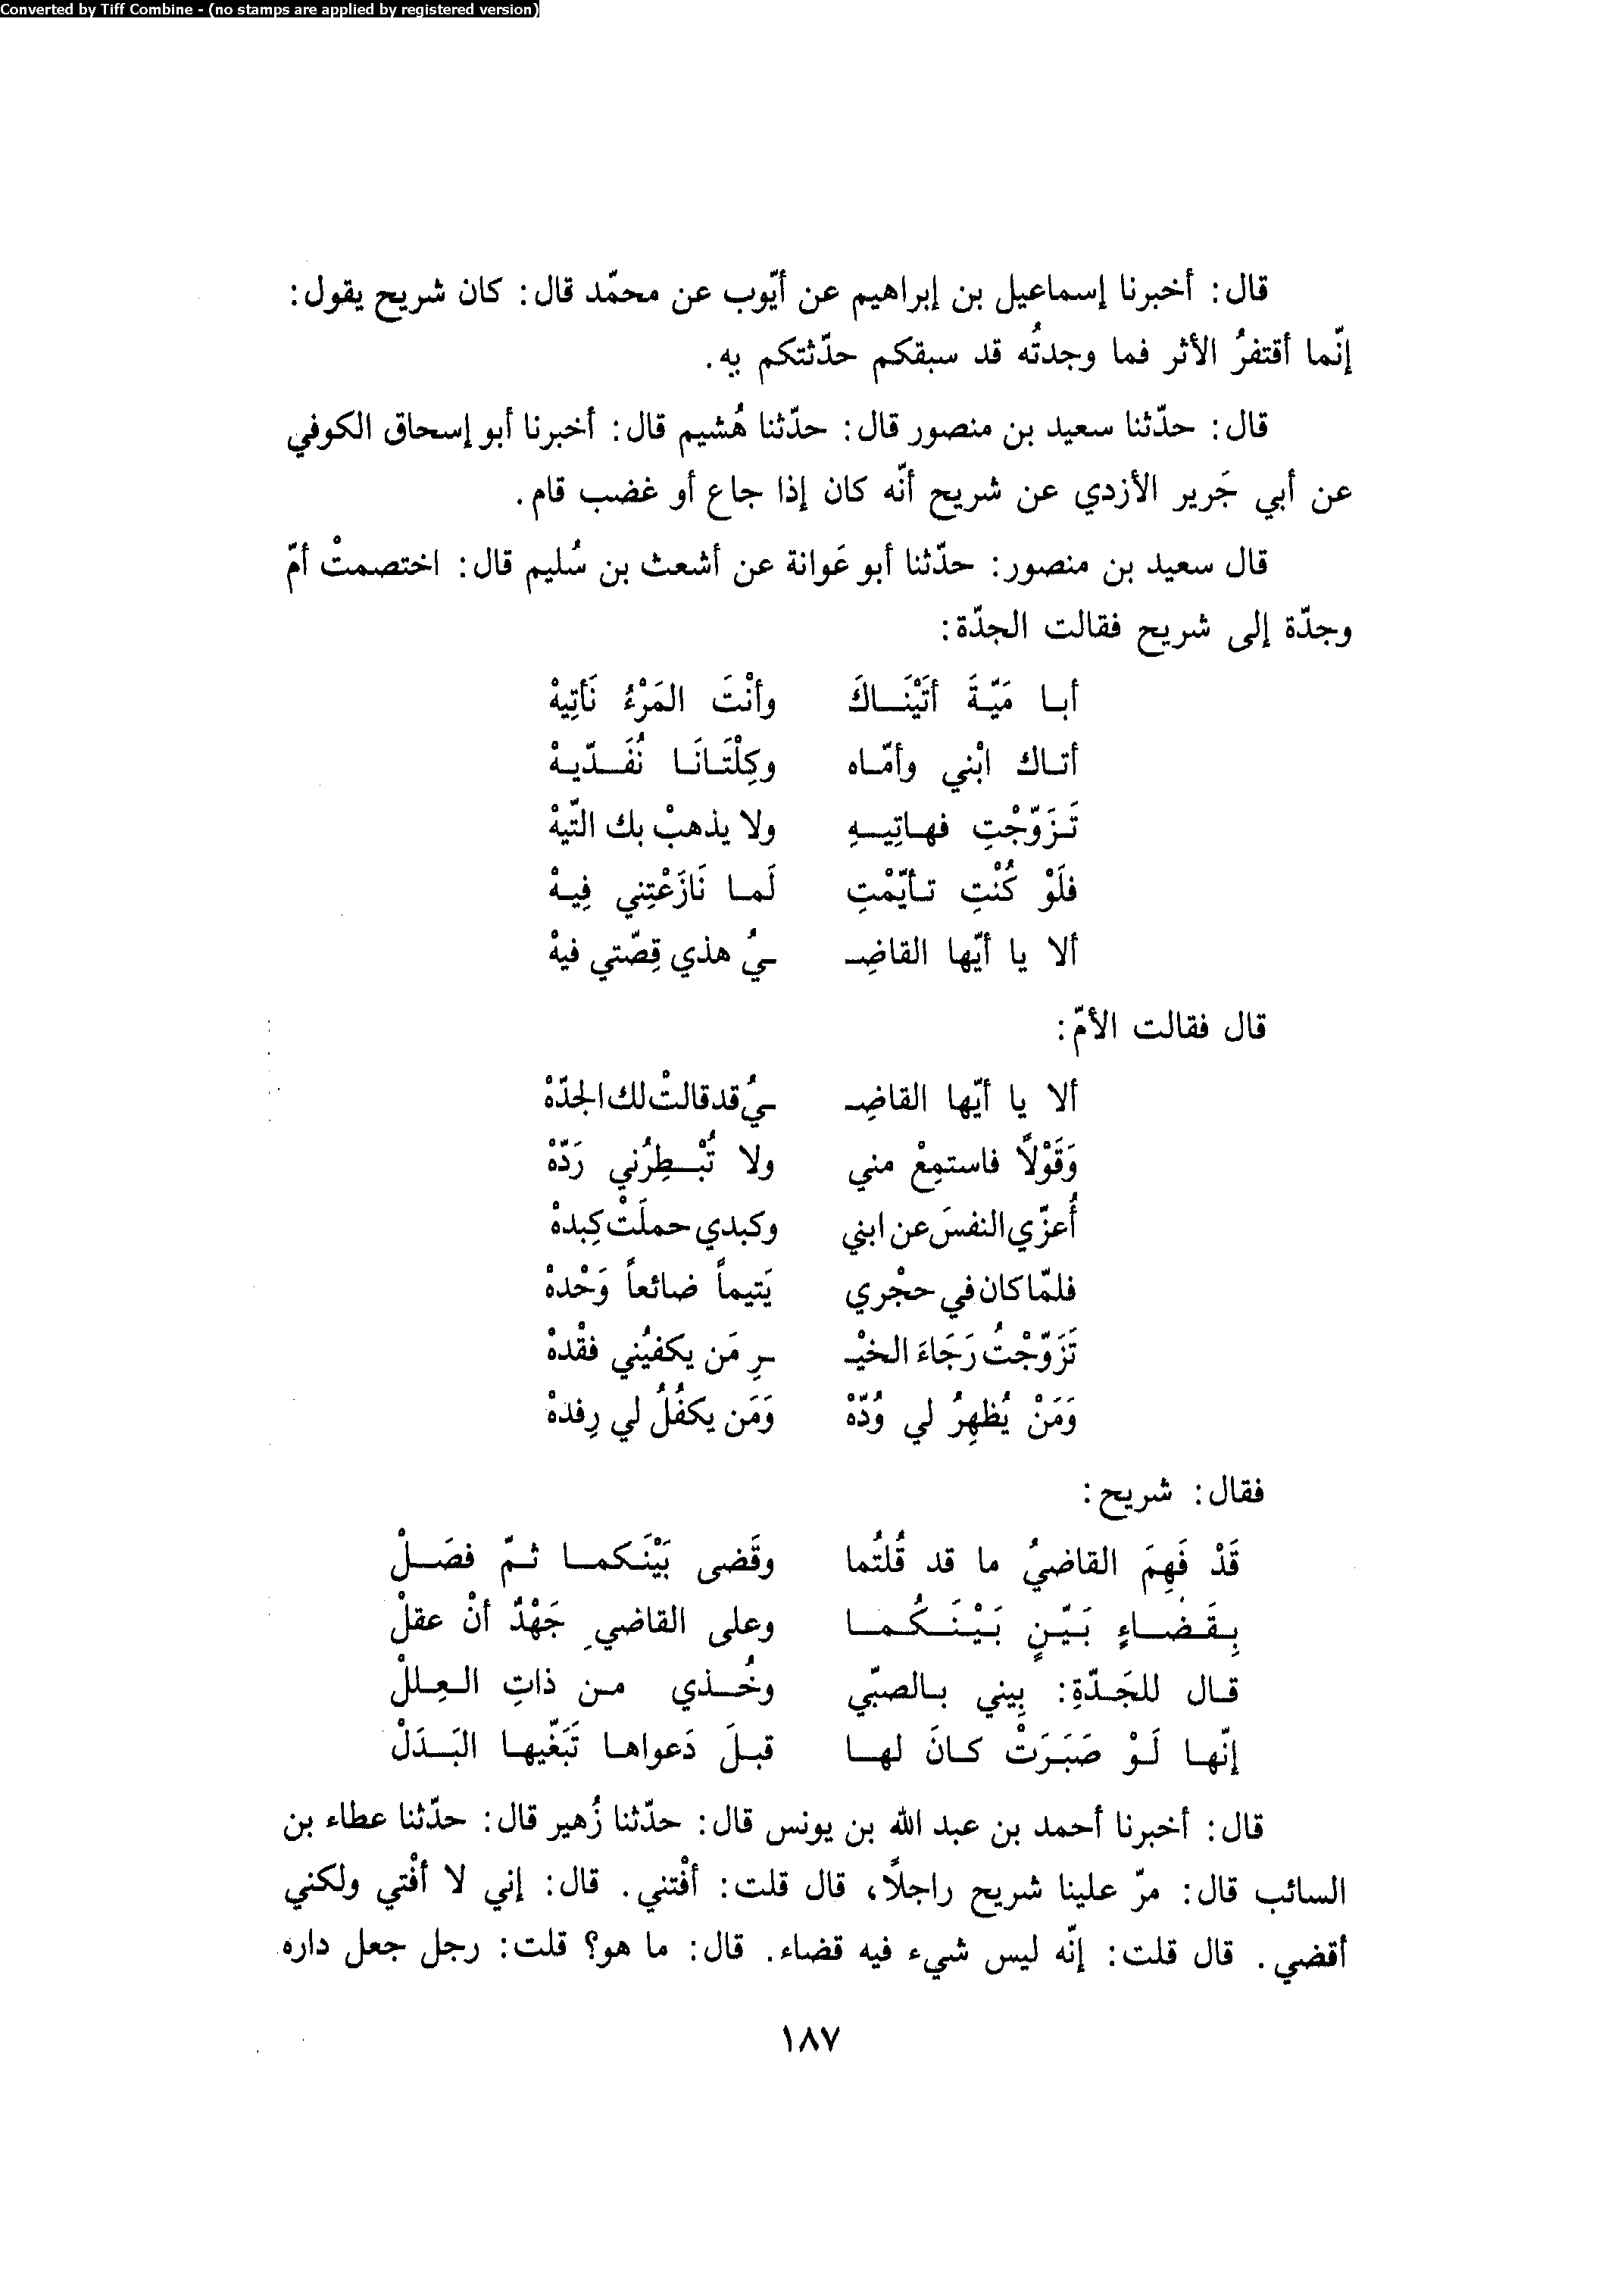 Converted by Tiff Combine - (no stamps are applied by registered version)
قال: أخبرنا إسماعيل بن إبراهيم عن أيّوب عن محمّد قال: كان شريح يقول:
إنّما أقتفرُ الأثر فما وجدتُه قد سبقكم حدّثتكم به.
قال: حدّثنا سعيد بن منصور قال: حدّثنا هُشيم قال: أخبرنا أبو إسحاق الكوفي
عن أبي جَرير الأزدي عن شريح أنّه كان إذا جاع أو غضب قام.
قال سعيد بن منصور: حدّثنا أبو عَوانة عن أشعث بن سُليم قال: اختصمتْ أمّ
وجدّة إلى شريح فقالت الجدّة:
أبا مَيّةَ أتَيْنَاكَ وأنْتَ المَرْءُ نَأتِيهْ
أتاك ابْني وأمّاه وكِلْتَانَا نُفَدّيهْ
تَزَوّجْتِ فهاتِيهِ ولا يذهبْ بك التّيهْ
فلَوْ كُنْتِ تأيّمْتِ لَما نَازَعْتِني فِيهْ
ألا يا أيّها القاضِـ ـيُ هذي قِصّتي فيهْ
قال فقالت الأمّ:
ألا يا أيّها القاضِـ ـيُ قد قالتْ لك الجدّهْ
وَقَوْلاً فاستمِعْ مني ولا تُبْطِرُني رَدّهْ
أُعزّي النفسَ عن ابني وكبدي حملَتْ كِبدهْ
فلمّا كان في حجْري يَتيماً ضائعاً وَحْدهْ
تَزَوّجْتُ رَجَاءَ الخيْـ ـرِ مَن يكفيُني فقْدهْ
وَمَنْ يُظهِرُ لي وُدّهْ وَمَن يكفُلُ لي رِفدهْ
فقال: شريح:
قَدْ فَهِمَ القاضيُ ما قد قُلتُما وقَضى بَيْنَكما ثمّ فصَلْ
بِقَضاءٍ بَيّنٍ بَيْنَكُما وعلى القاضيِ جَهْدٌ أنْ عقلْ
قال للجَدّةِ: بِيني بالصبّي وخُذي من ذاتِ العِللْ
إنّها لَوْ صَبَرَتْ كانَ لها قبلَ دَعواها تَبَغّيها البَدَلْ
قال: أخبرنا أحمد بن عبد الله بن يونس قال: حدّثنا زُهير قال: حدّثنا عطاء بن
السائب قال: مرّ علينا شريح راجلاً، قال قلت: أفْتني. قال: إني لا أفْتي ولكني
أقضي. قال قلت: إنّه ليس شيء فيه قضاء. قال: ما هو؟ قلت: رجل جعل داره
١٨٧